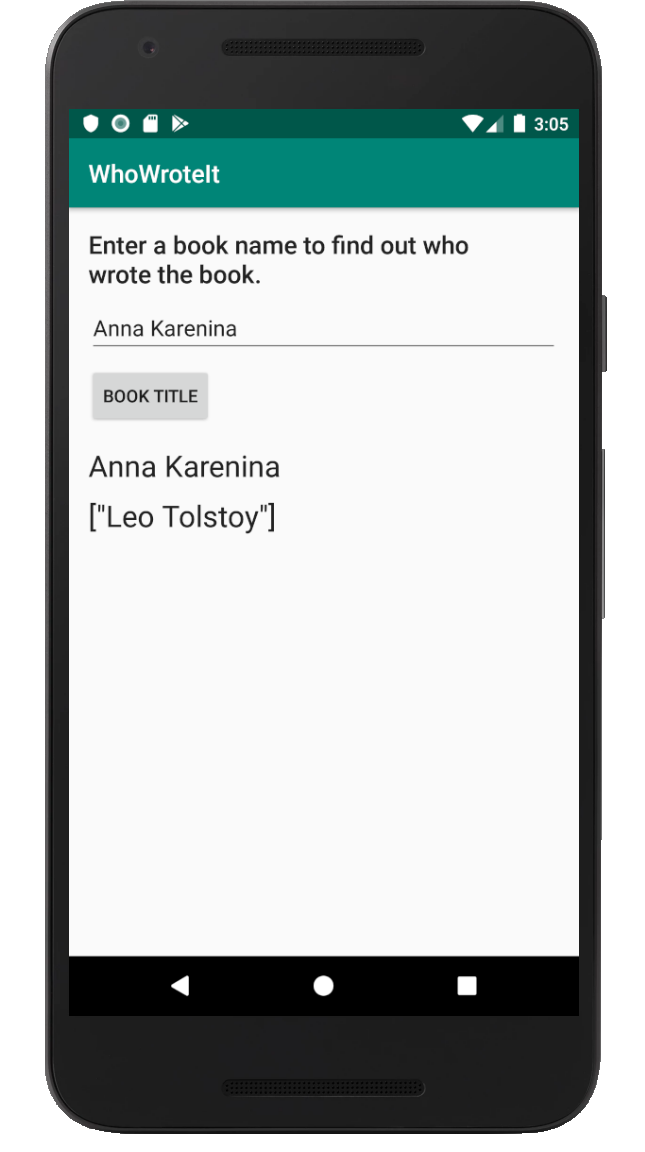 3:05
WhoWroteIt
Enter a book name to find out who
wrote the book.
Anna Karenina
BOOK TITLE
Anna Karenina
["Leo Tolstoy"]